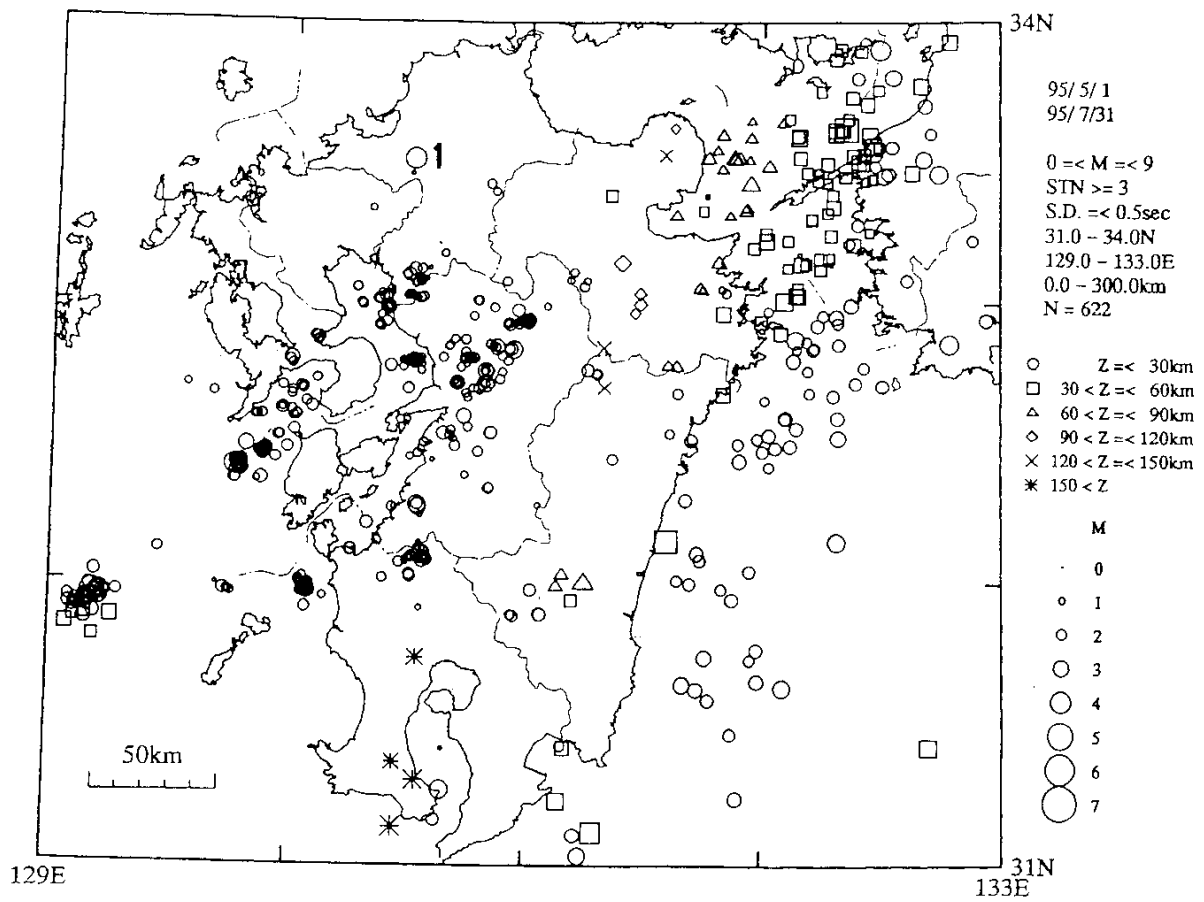 34N
95/ 5/ 1
95/ 7/31
0 =< M =< 9
STN >= 3
S.D. =< 0.5sec
31.0 – 34.0N
129.0 – 133.0E
0.0 – 300.0km
N = 622
1
Z =< 30km
30 < Z =< 60km
60 < Z =< 90km
90 < Z =< 120km
120 < Z =< 150km
150 < Z
M
0
1
2
3
4
5
6
7
50km
31N
129E
133E